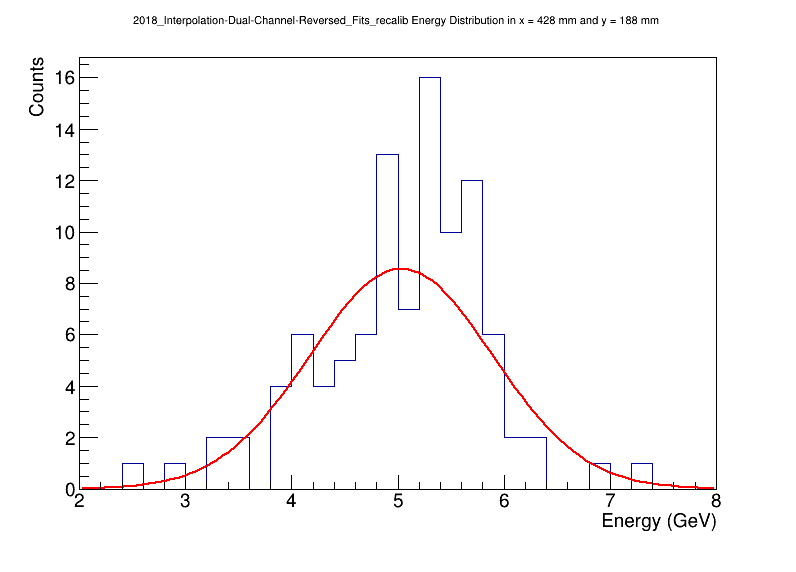 2018_Interpolation-Dual-Channel-Reversed_Fits_recalib Energy Distribution in x = 428 mm and y = 188 mm
Counts
16
14
12
10
8
6
4
2
0
2 3 4 5 6 7 8
Energy (GeV)